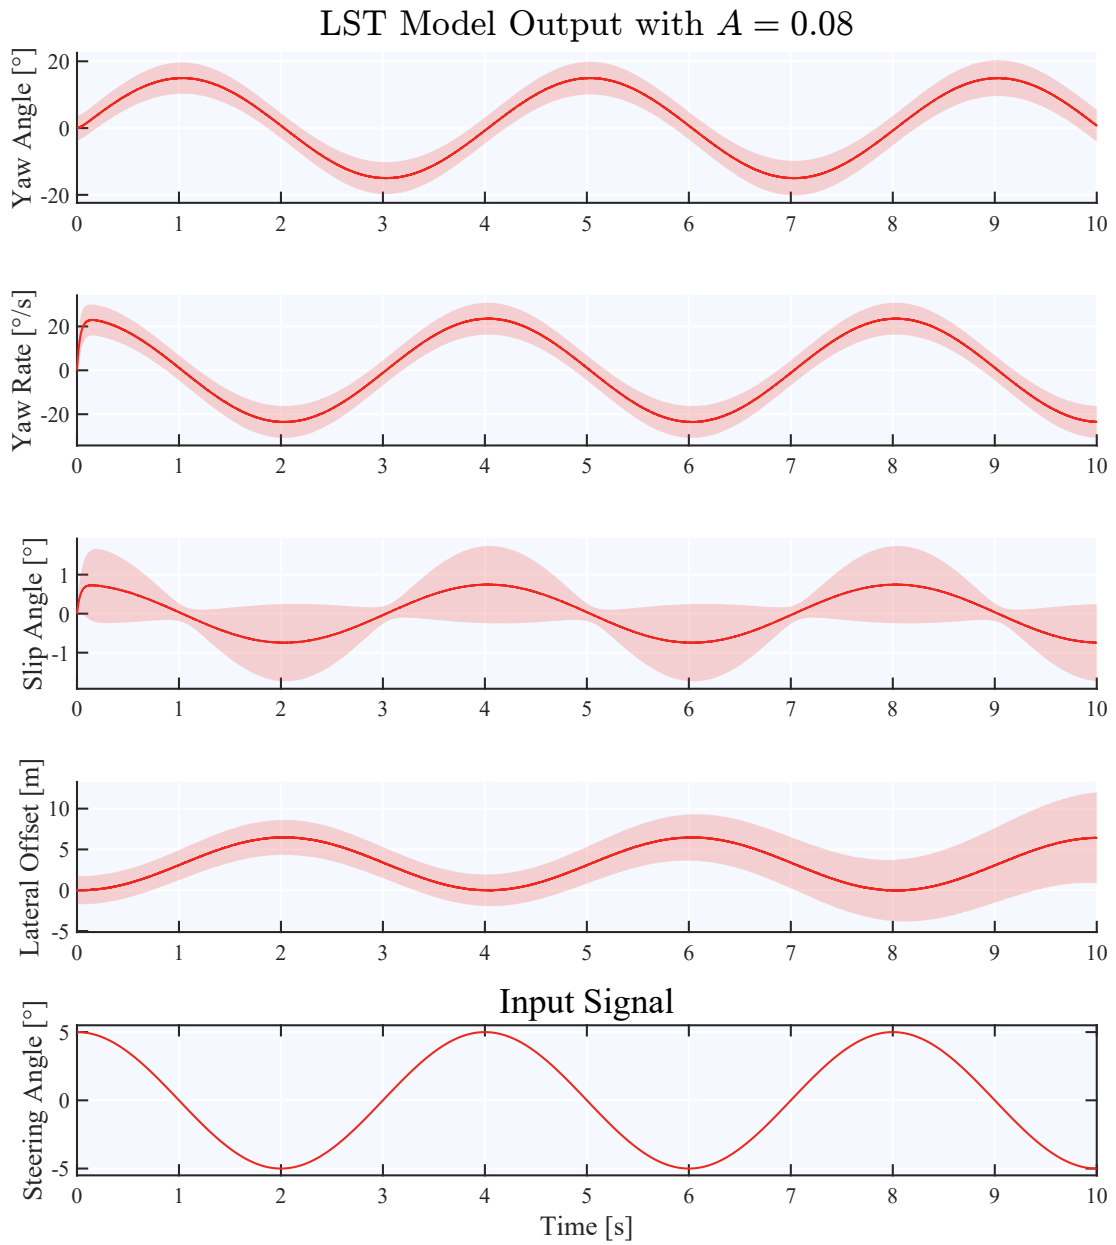 LST Model Output with A = 0.08
Yaw Angle [°]
20
0
-20
0 1 2 3 4 5 6 7 8 9 10
Yaw Rate [°/s]
20
0
-20
0 1 2 3 4 5 6 7 8 9 10
Slip Angle [°]
1
0
-1
0 1 2 3 4 5 6 7 8 9 10
Lateral Offset [m]
10
5
0
-5
0 1 2 3 4 5 6 7 8 9 10
Input Signal
Steering Angle [°]
5
0
-5
0 1 2 3 4 5 6 7 8 9 10
Time [s]